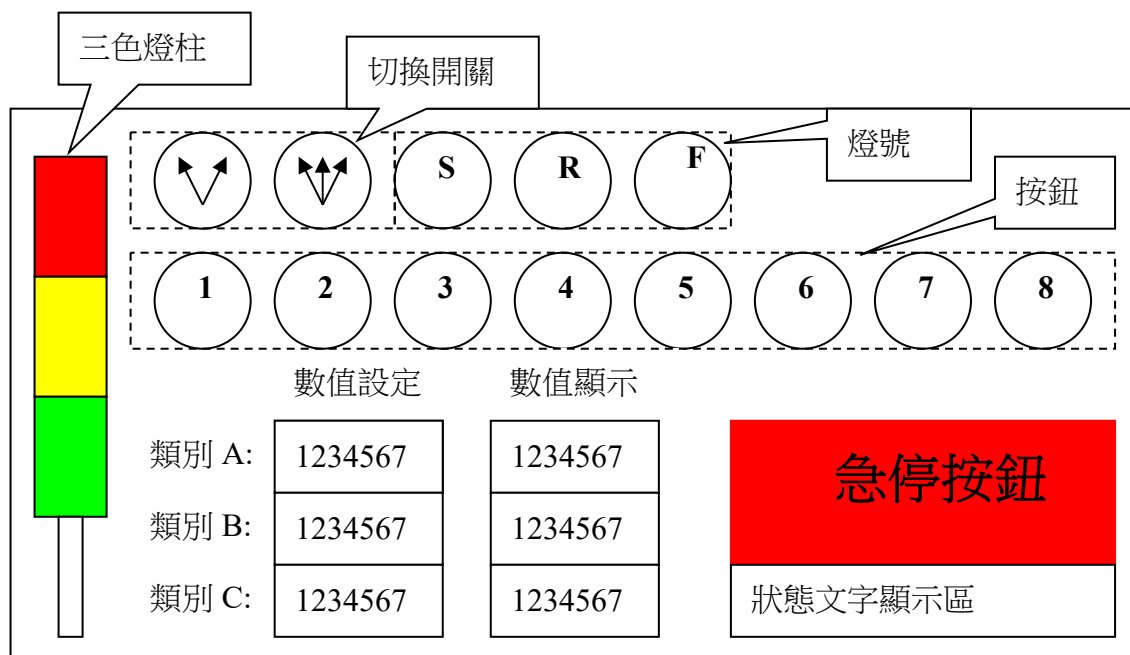 三色燈柱
切換開關
燈號
按鈕
S R F
1 2 3 4 5 6 7 8
數值設定 數值顯示
類別 A: 1234567 1234567
類別 B: 1234567 1234567
類別 C: 1234567 1234567
急停按鈕
狀態文字顯示區